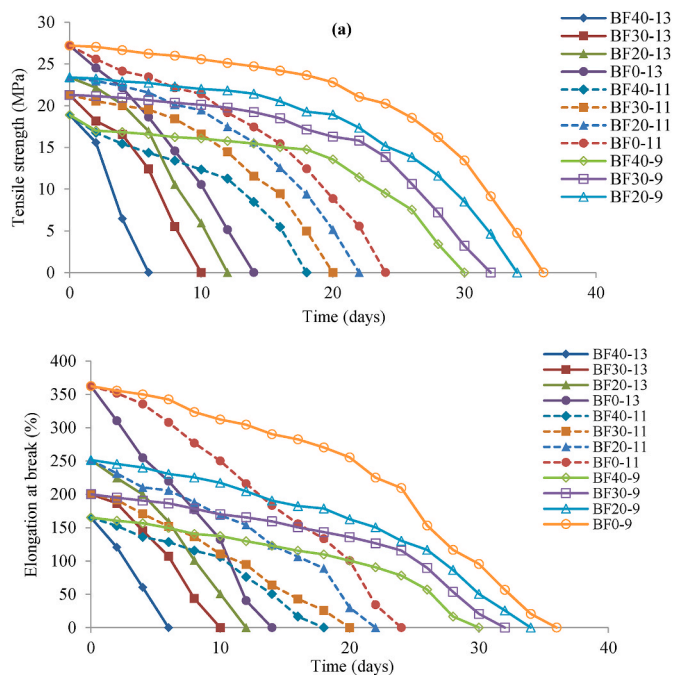 (a)
Tensile strength (MPa)
30
25
20
15
10
5
0
0 10 20 30 40
Time (days)
BF40-13
BF30-13
BF20-13
BF0-13
BF40-11
BF30-11
BF20-11
BF0-11
BF40-9
BF30-9
BF20-9
Elongation at break (%)
400
350
300
250
200
150
100
50
0
0 10 20 30 40
Time (days)
BF40-13
BF30-13
BF20-13
BF0-13
BF40-11
BF30-11
BF20-11
BF0-11
BF40-9
BF30-9
BF20-9
BF0-9